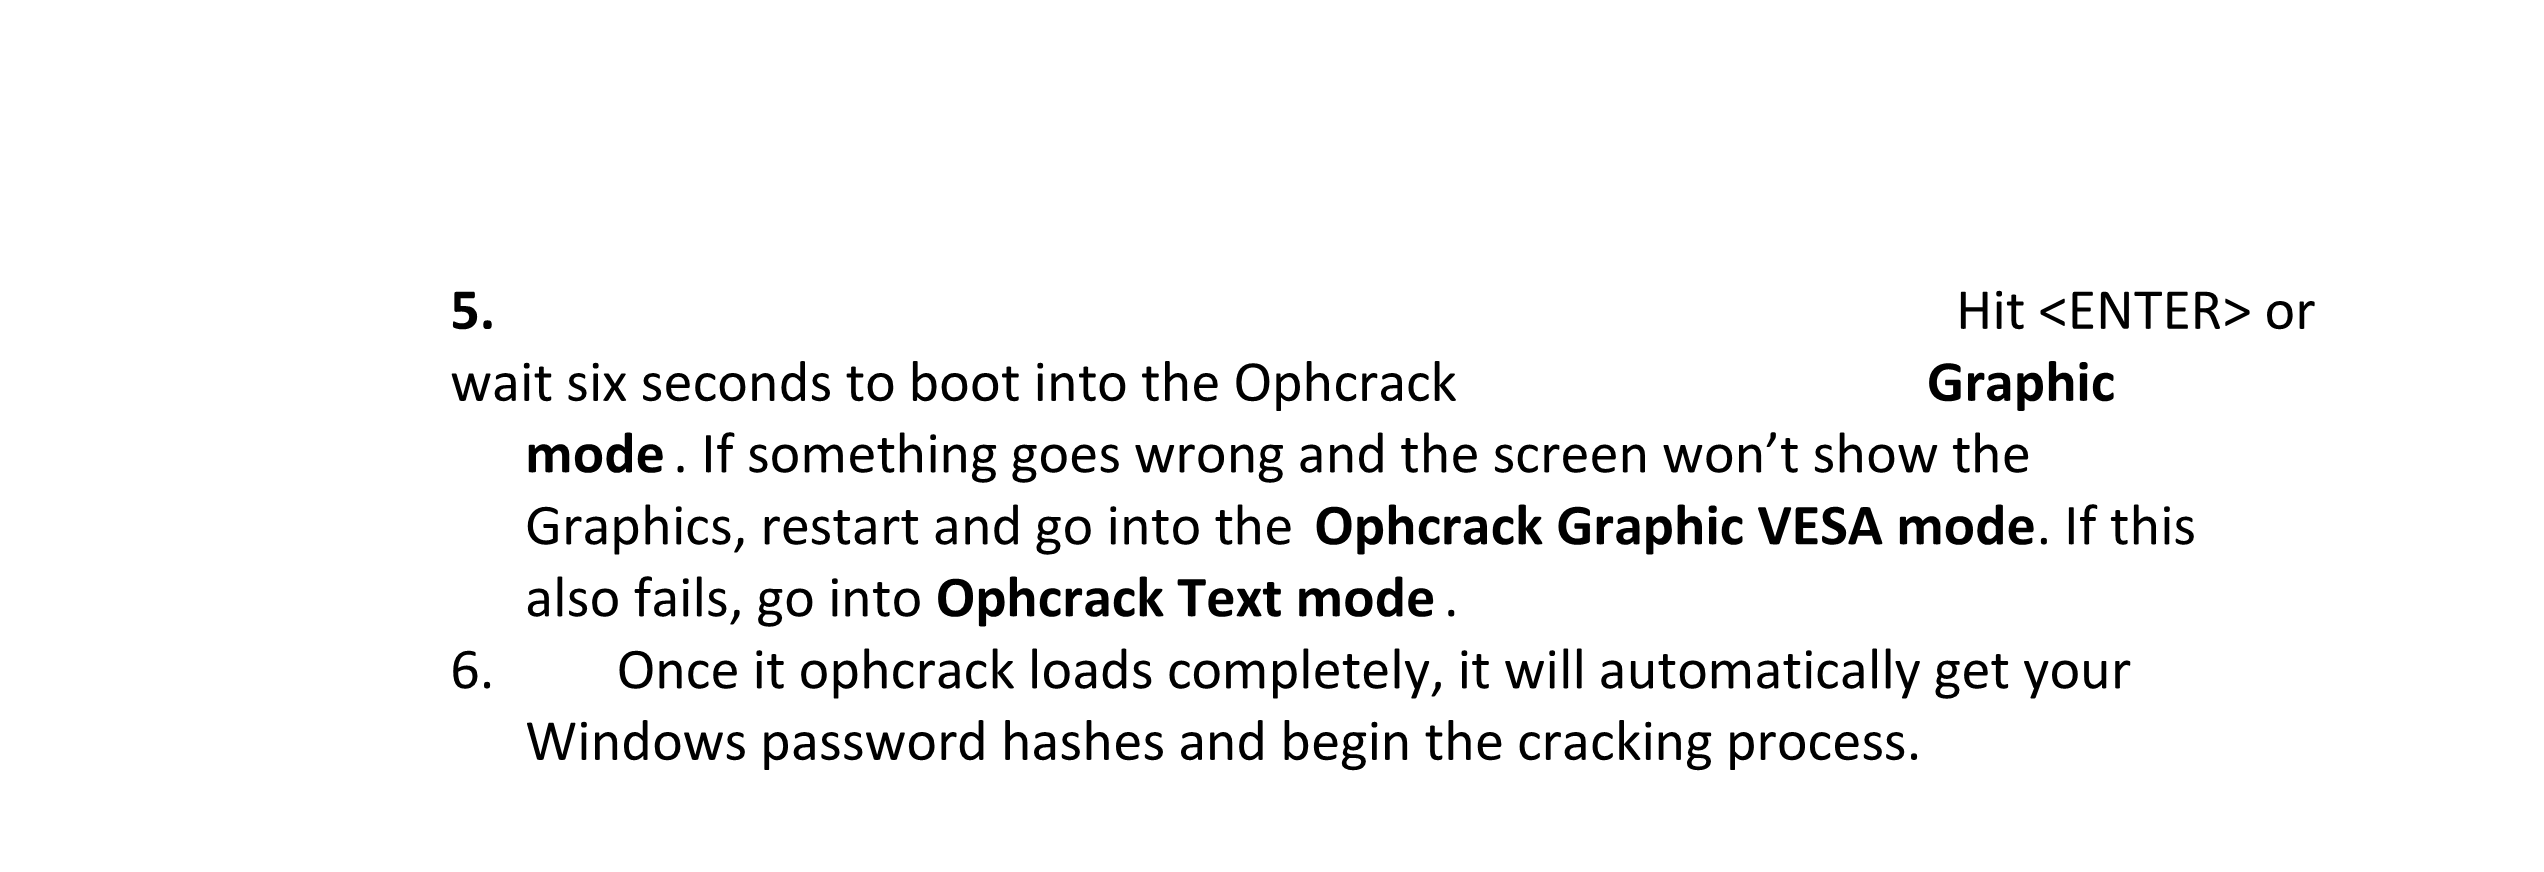 5. Hit <ENTER> or
wait six seconds to boot into the Ophcrack Graphic
mode . If something goes wrong and the screen won’t show the
Graphics, restart and go into the Ophcrack Graphic VESA mode. If this
also fails, go into Ophcrack Text mode .
6. Once it ophcrack loads completely, it will automatically get your
Windows password hashes and begin the cracking process.